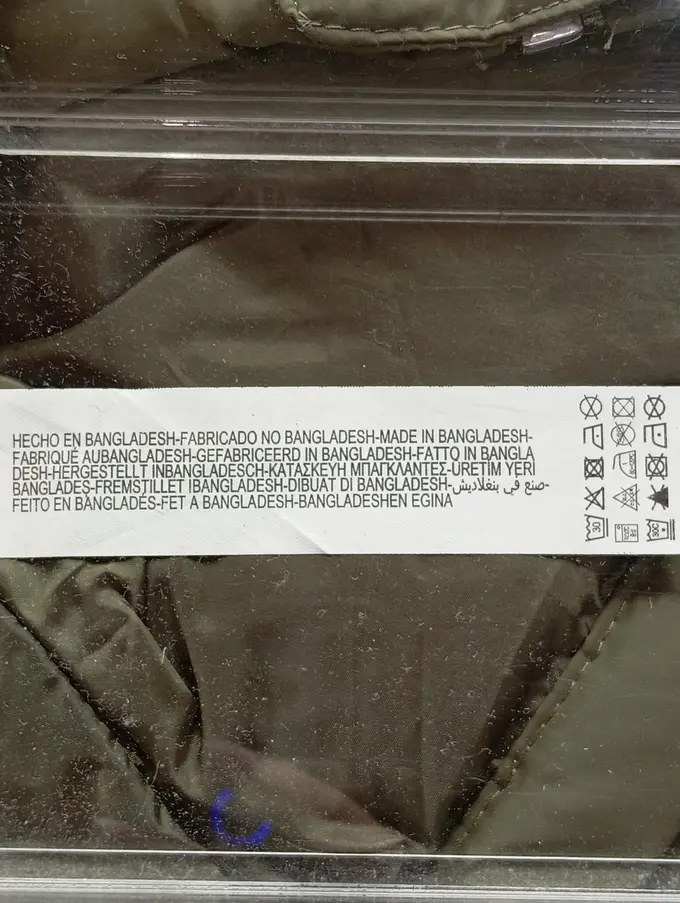 HECHO EN BANGLADESH-FABRICADO NO BANGLADESH-MADE IN BANGLADESH-
FABRIQUÉ AUBANGLADESH-GEFABRICEERD IN BANGLADESH-FATTO IN BANGLA
DESH-HERGESTELLT INBANGLADESCH-ΚΑΤΑΣΚΕΥΗ ΜΠΑΓΚΛΑΝΤΕΣ-ÜRETİM YERİ
BANGLADEŞ-FREMSTILLET IBANGLADESH-DIBUAT DI BANGLADESH-صنع في بنغلاديش-
FEITO EN BANGLADÉS-FET A BANGLADESH-BANGLADESHEN EGINA
30